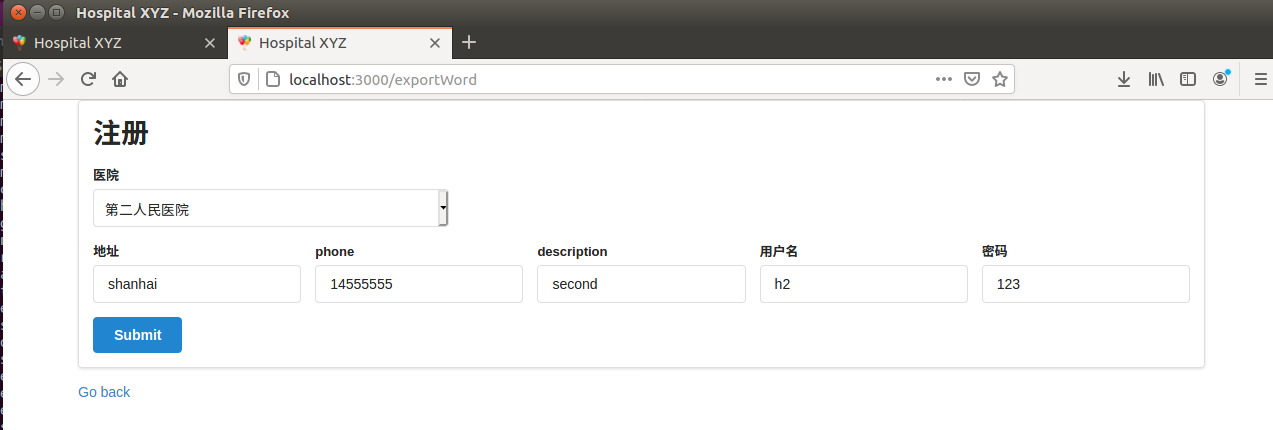 Hospital XYZ - Mozilla Firefox
Hospital XYZ
Hospital XYZ
localhost:3000/exportWord
注册
医院
第二人民医院
地址 phone description 用户名 密码
shanhai 14555555 second h2 123
Submit
Go back